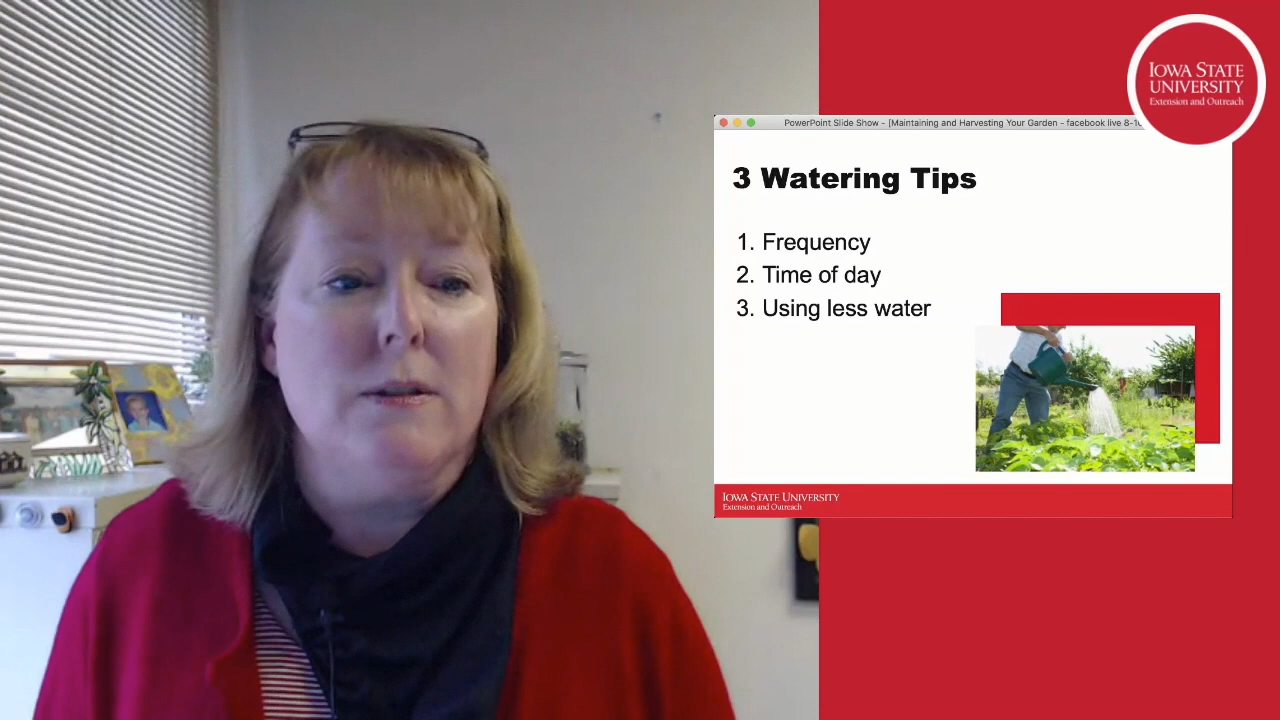 IOWA STATE
UNIVERSITY
Extension and Outreach
PowerPoint Slide Show - [Maintaining and Harvesting Your Garden - facebook live 8-1
3 Watering Tips
1. Frequency
2. Time of day
3. Using less water
IOWA STATE UNIVERSITY
Extension and Outreach